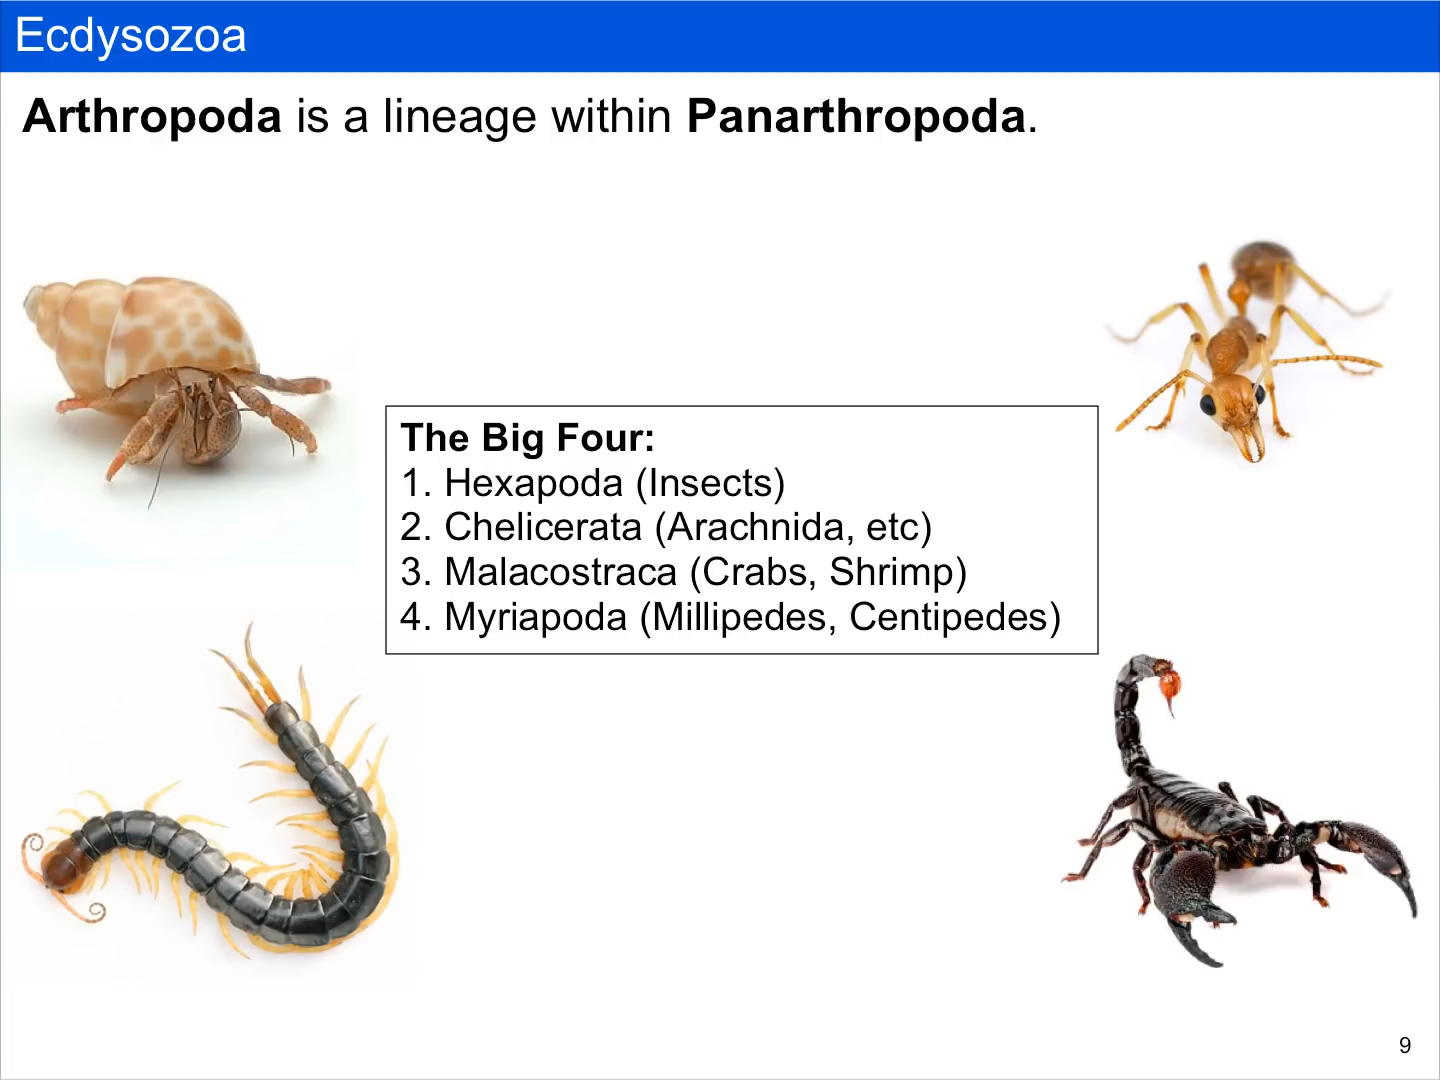 Ecdysozoa
Arthropoda is a lineage within Panarthropoda.
The Big Four:
1. Hexapoda (Insects)
2. Chelicerata (Arachnida, etc)
3. Malacostraca (Crabs, Shrimp)
4. Myriapoda (Millipedes, Centipedes)
9